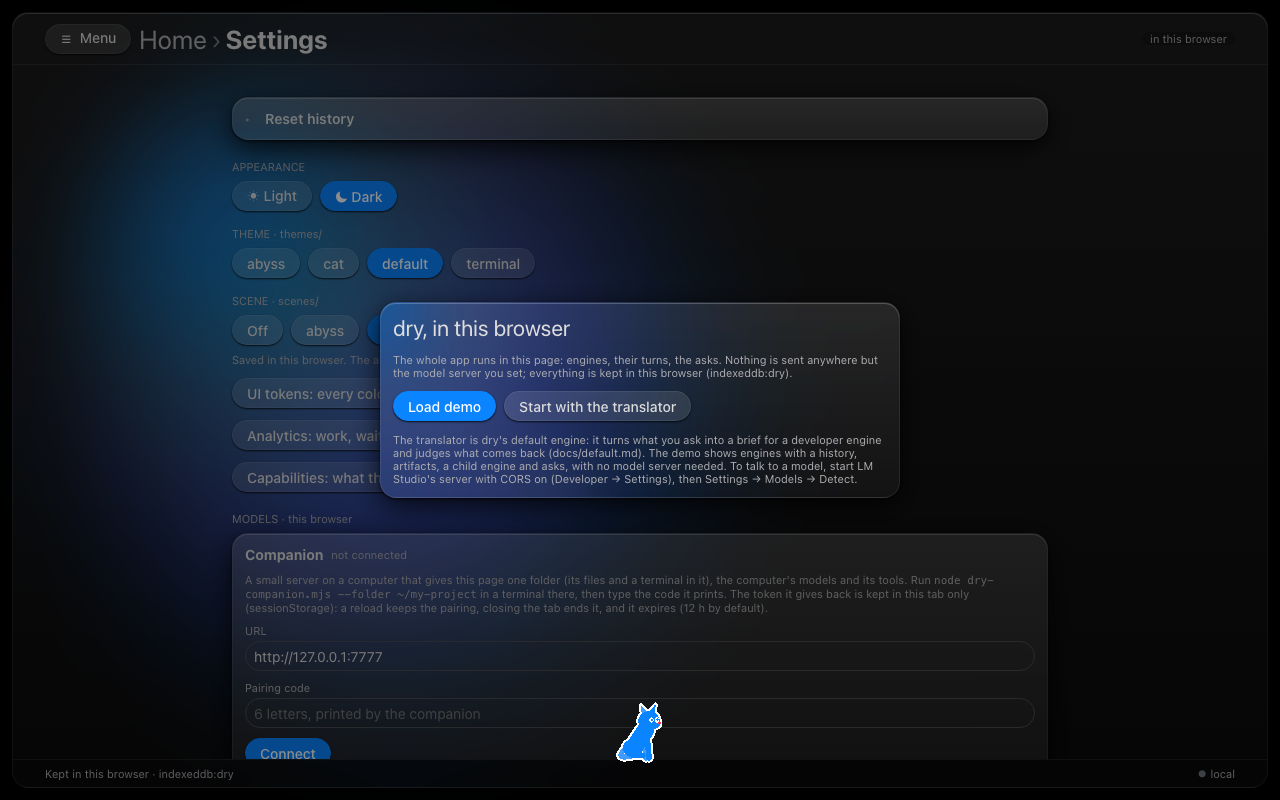 ☰ Menu Home › Settings
in this browser
· Reset history
APPEARANCE
Light Dark
THEME · themes/
abyss cat default terminal
SCENE · scenes/
Off abyss
Saved in this browser. The a
UI tokens: every colo
Analytics: work, wait
Capabilities: what th
dry, in this browser
The whole app runs in this page: engines, their turns, the asks. Nothing is sent anywhere but
the model server you set; everything is kept in this browser (indexeddb:dry).
Load demo Start with the translator
The translator is dry's default engine: it turns what you ask into a brief for a developer engine
and judges what comes back (docs/default.md). The demo shows engines with a history,
artifacts, a child engine and asks, with no model server needed. To talk to a model, start LM
Studio's server with CORS on (Developer → Settings), then Settings → Models → Detect.
MODELS · this browser
Companion not connected
A small server on a computer that gives this page one folder (its files and a terminal in it), the computer's models and its tools. Run node dry-
companion.mjs --folder ~/my-project in a terminal there, then type the code it prints. The token it gives back is kept in this tab only
(sessionStorage): a reload keeps the pairing, closing the tab ends it, and it expires (12 h by default).
URL
http://127.0.0.1:7777
Pairing code
6 letters, printed by the companion
Connect
Kept in this browser · indexeddb:dry
local